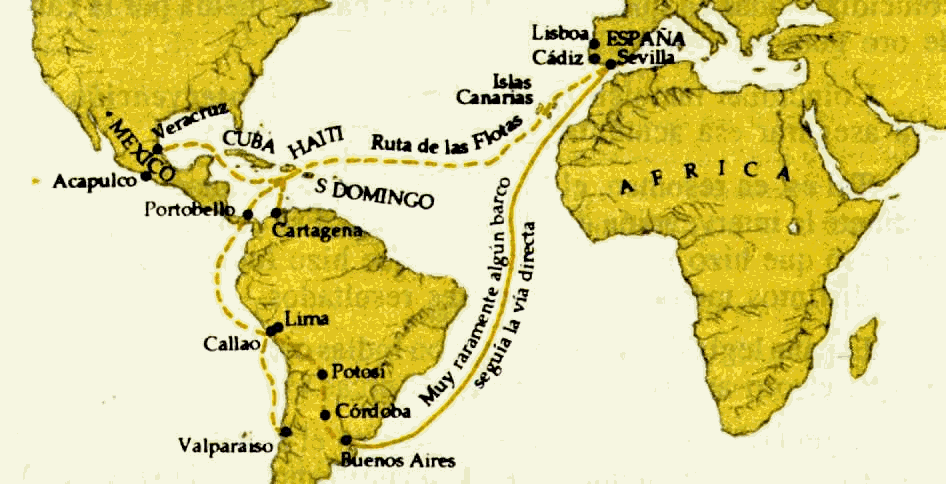 Lisboa
ESPAÑA
Cádiz
Sevilla
Islas
Canarias
Veracruz
MEXICO
CUBA
HAITI
Ruta de las Flotas
Acapulco
S DOMINGO
AFRICA
Portobello
Cartagena
Muy raramente algún barco
seguía la vía directa
Lima
Callao
Potosí
Córdoba
Valparaiso
Buenos Aires